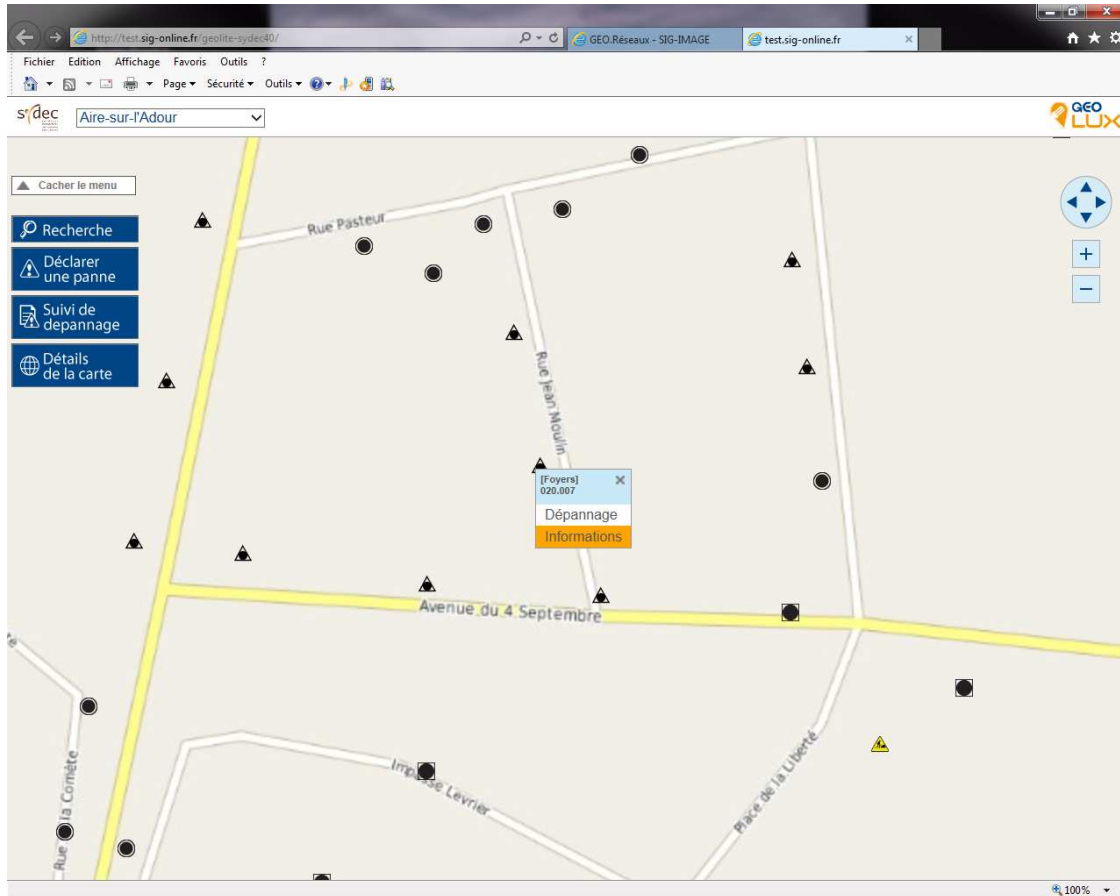 http://test.sig-online.fr/geolite-sydec40/
GEO.Réseaux - SIG-IMAGE
test.sig-online.fr
Fichier Edition Affichage Favoris Outils ?
Page Sécurité Outils
sydec
Aire-sur-l'Adour
GEO
LUX
Cacher le menu
Recherche
Déclarer
une panne
Suivi de
depannage
Détails
de la carte
Rue Pasteur
Rue Jean Moulin
[Foyers]
020.007
Dépannage
Informations
Avenue du 4 Septembre
Impasse Levrier
Place de la Liberté
Rue la Comète
100%